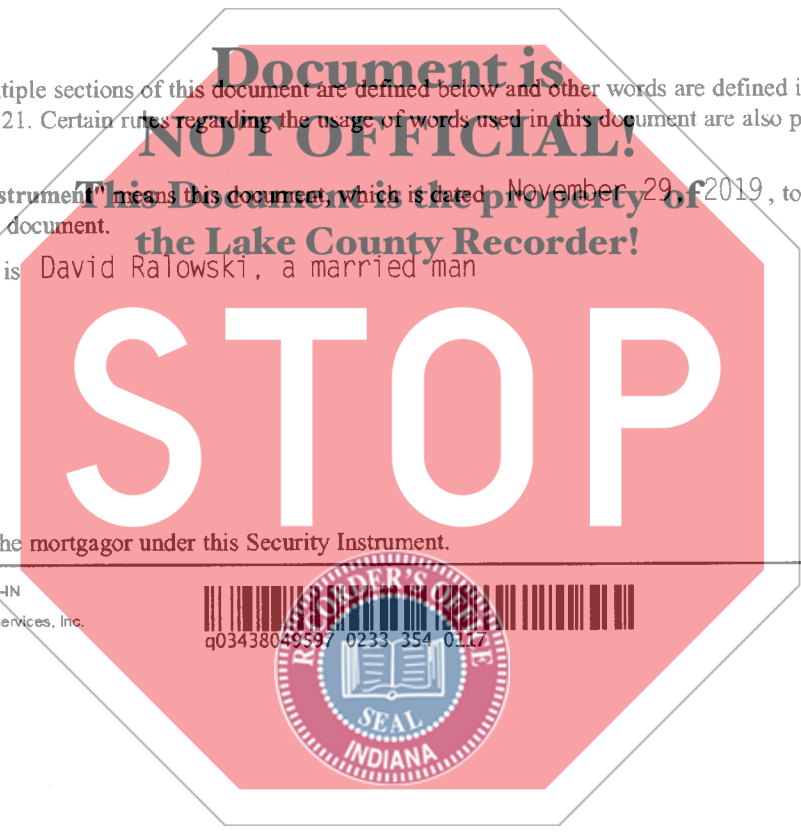 Document is
tiple sections of this document are defined below and other words are defined i
21. Certain rules regarding the usage of words used in this document are also p
NOT OFFICIAL!
strument" means this document, which is dated November 29, 2019, to
This Document is the property of
document.
the Lake County Recorder!
is David Ralowski, a married man
STOP
he mortgagor under this Security Instrument.
-IN
ervices, Inc.
q03438049597 0233 354 0117
RECORDER'S OFFICE
SEAL
INDIANA